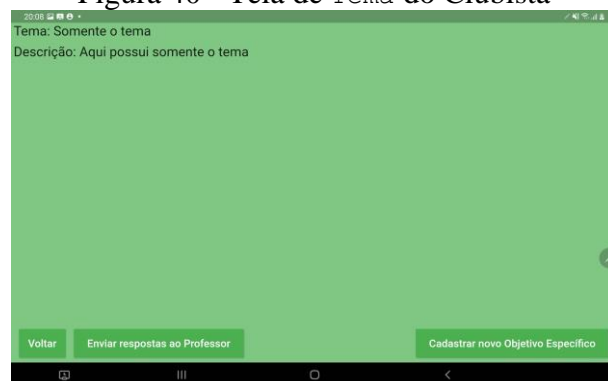 Figura 46 - Tela de Tema do Clubista
20:08
Tema: Somente o tema
Descrição: Aqui possui somente o tema
Voltar
Enviar respostas ao Professor
Cadastrar novo Objetivo Específico